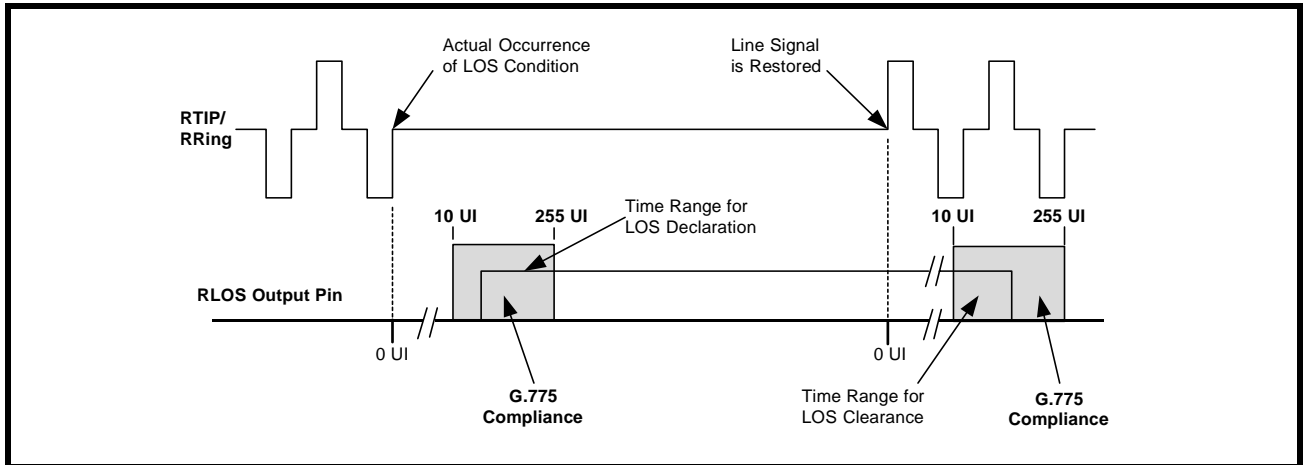 Actual Occurrence
of LOS Condition
Line Signal
is Restored
RTIP/
RRing
10 UI
255 UI
Time Range for
LOS Declaration
10 UI
255 UI
RLOS Output Pin
0 UI
0 UI
G.775
Compliance
Time Range for
LOS Clearance
G.775
Compliance